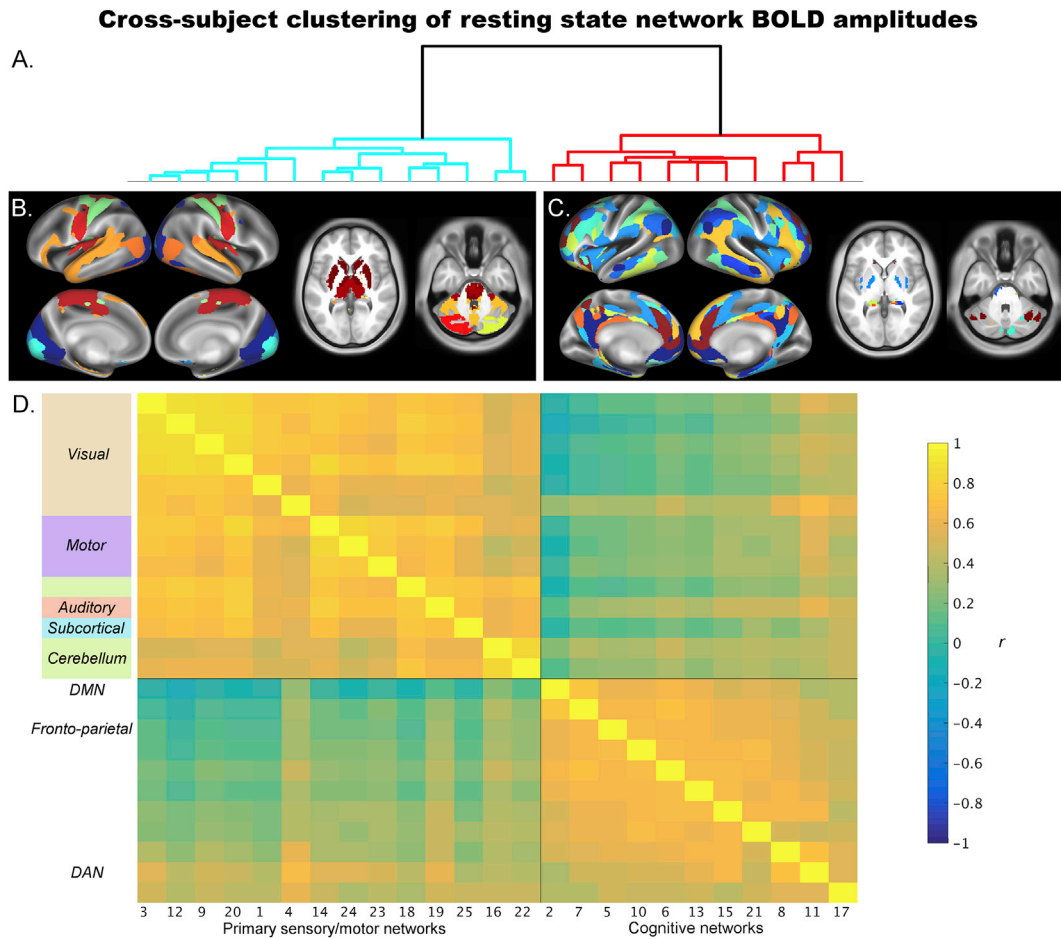 Cross-subject clustering of resting state network BOLD amplitudes
A.
B.
C.
D.
Visual
Motor
Auditory
Subcortical
Cerebellum
DMN
Fronto-parietal
DAN
3 12 9 20 1 4 14 24 23 18 19 25 16 22 2 7 5 10 6 13 15 21 8 11 17
Primary sensory/motor networks Cognitive networks
1
0.8
0.6
0.4
0.2
0
−0.2
−0.4
−0.6
−0.8
−1
r